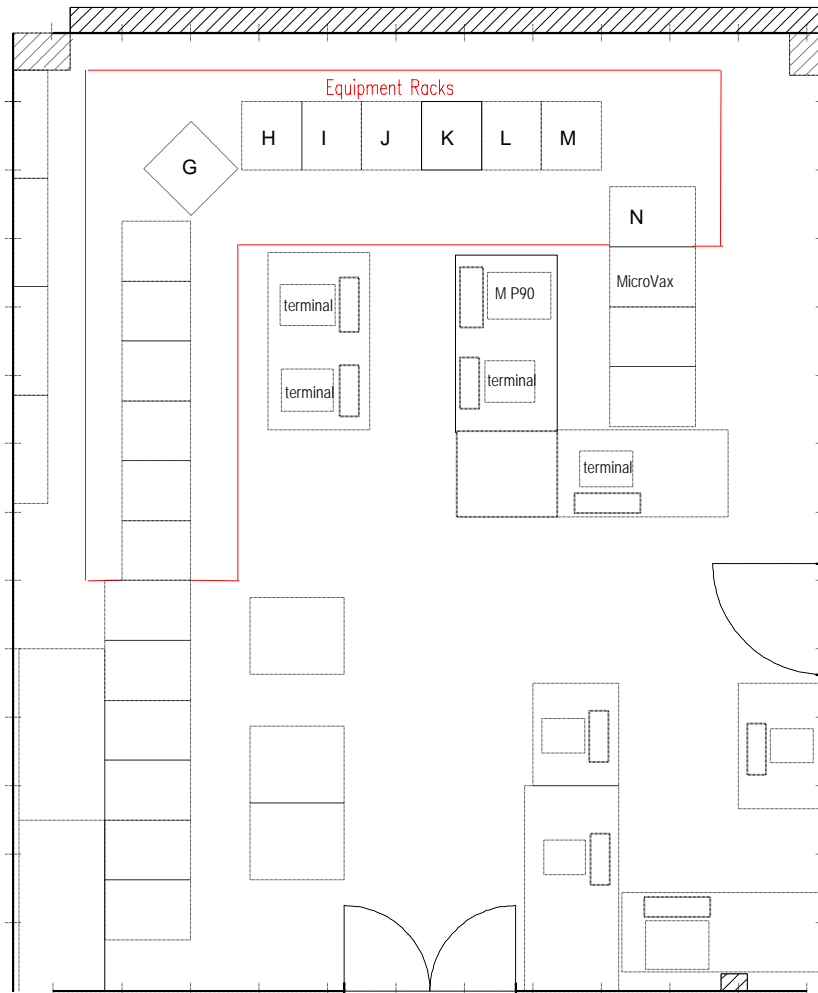 Equipment Racks
H I J K L M
G
N
MicroVax
terminal
M P90
terminal
terminal
terminal